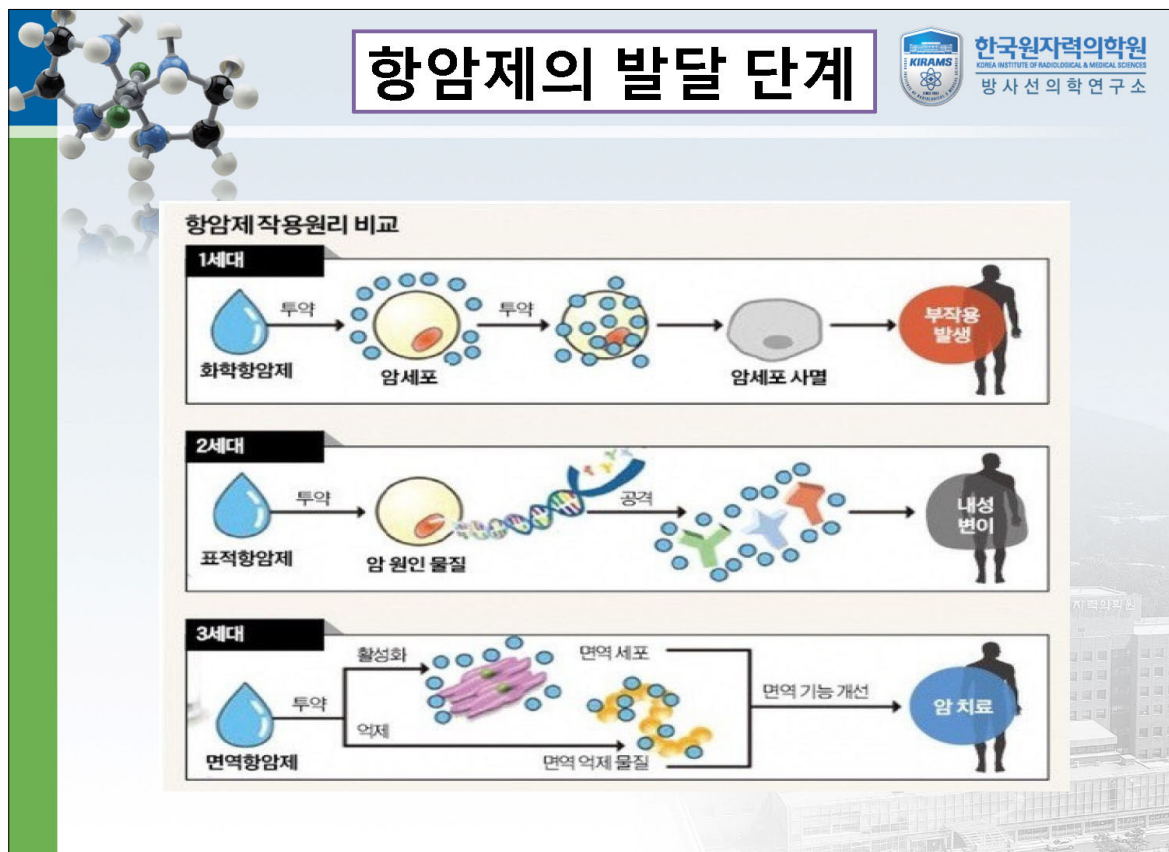 항암제의 발달 단계
KIRAMS
한국원자력의학원
KOREA INSTITUTE OF RADIOLOGICAL & MEDICAL SCIENCES
방사선의학연구소
항암제 작용원리 비교
1세대
투약
투약
부작용
발생
화학항암제
암세포
암세포 사멸
2세대
투약
공격
내성
변이
표적항암제
암 원인 물질
3세대
활성화
면역 세포
투약
면역 기능 개선
암 치료
억제
면역항암제
면역 억제 물질